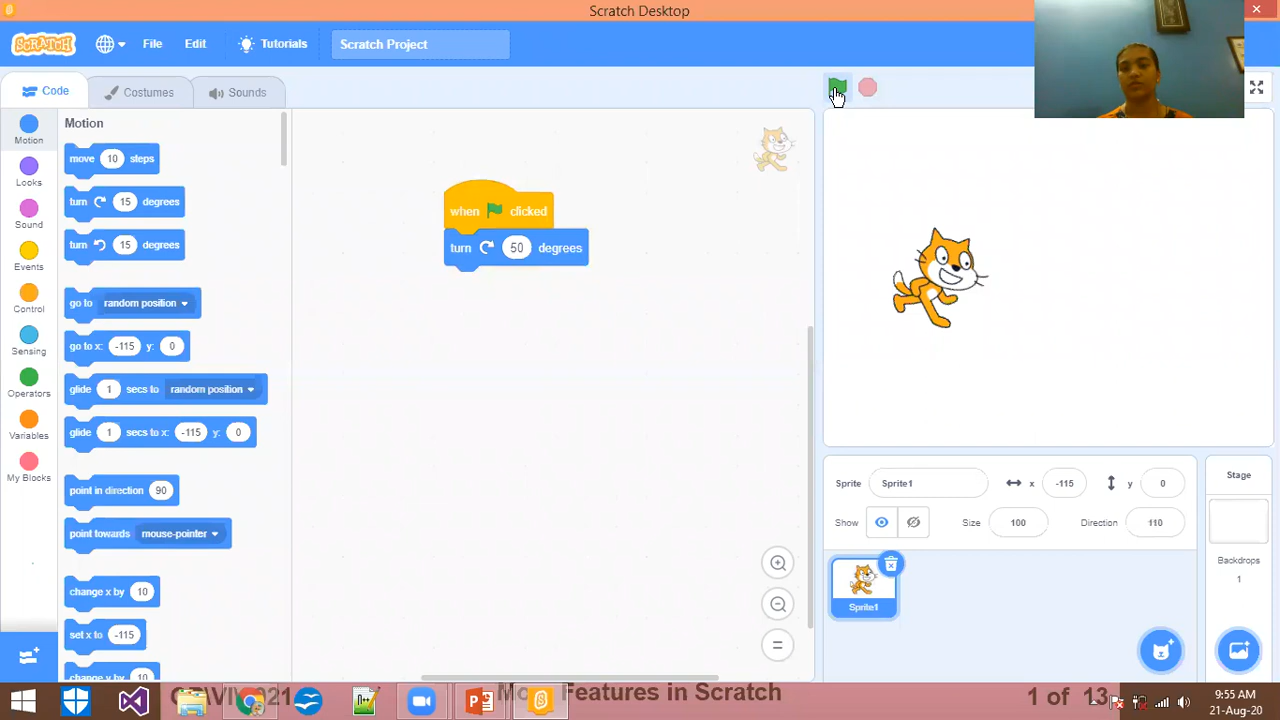 Scratch Desktop
SCRATCH File Edit Tutorials Scratch Project
Code Costumes Sounds
Motion
Looks
Sound
Events
Control
Sensing
Operators
Variables
My Blocks
Motion
move 10 steps
turn 15 degrees
turn 15 degrees
go to random position
go to x: -115 y: 0
glide 1 secs to random position
glide 1 secs to x: -115 y: 0
point in direction 90
point towards mouse-pointer
change x by 10
set x to -115
change y by 10
when clicked
turn 50 degrees
Sprite Sprite1 x -115 y 0
Show Size 100 Direction 110
Sprite1
Stage
Backdrops
1
Features in Scratch
1 of 13
9:55 AM
21-Aug-20